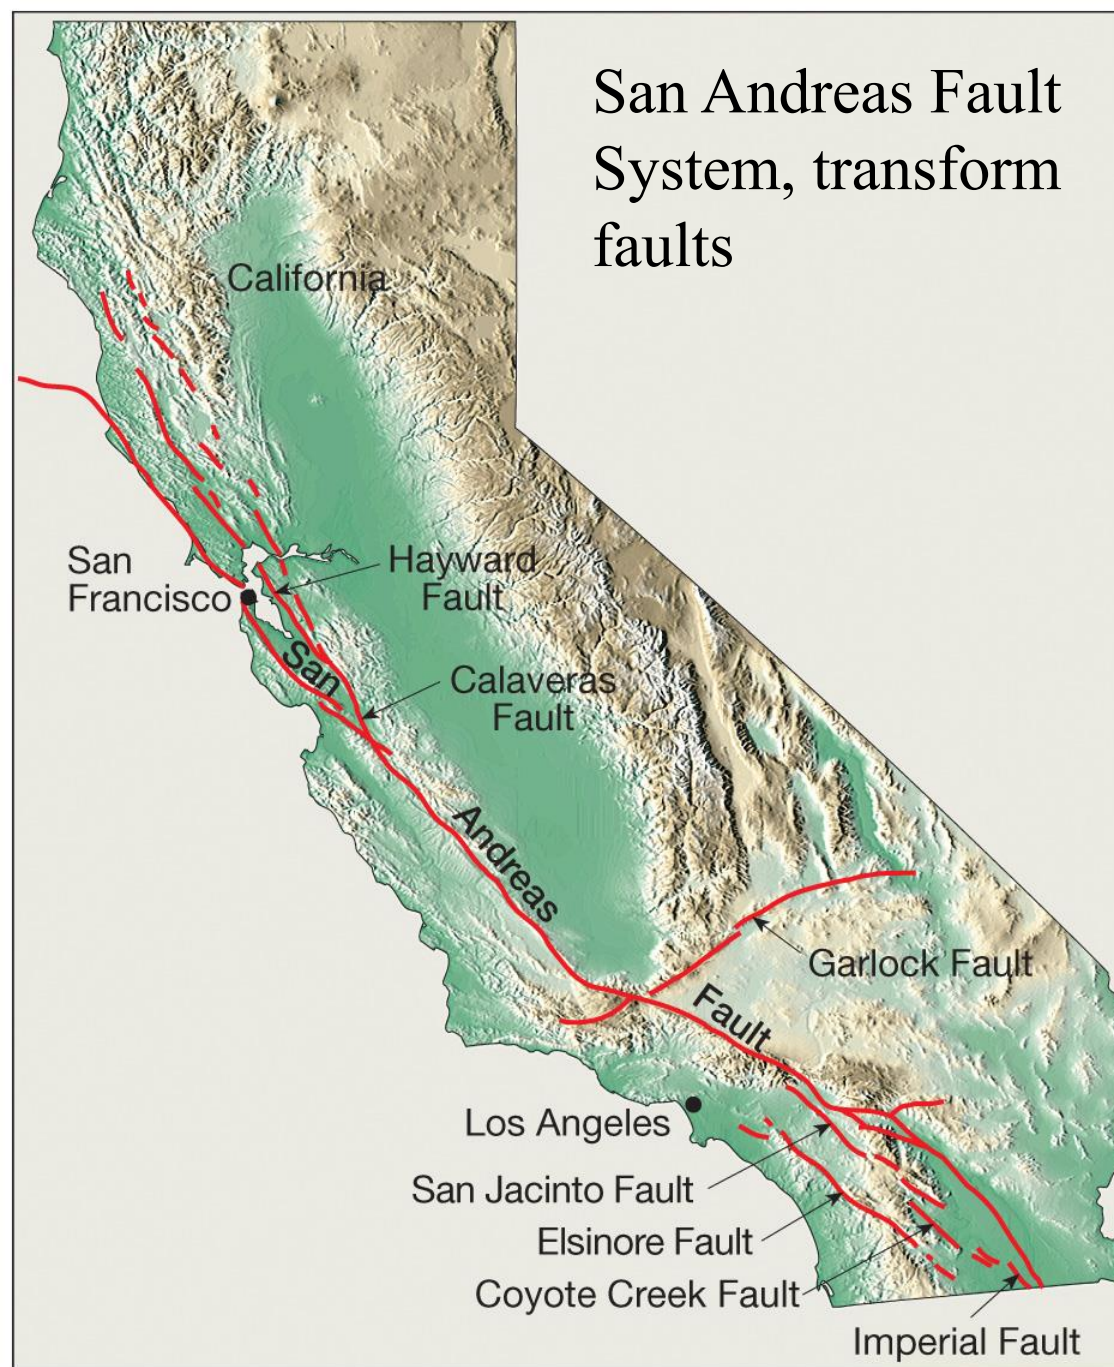 San Andreas Fault
System, transform
faults
California
San
Francisco
Hayward
Fault
San
Calaveras
Fault
Andreas
Garlock Fault
Fault
Los Angeles
San Jacinto Fault
Elsinore Fault
Coyote Creek Fault
Imperial Fault